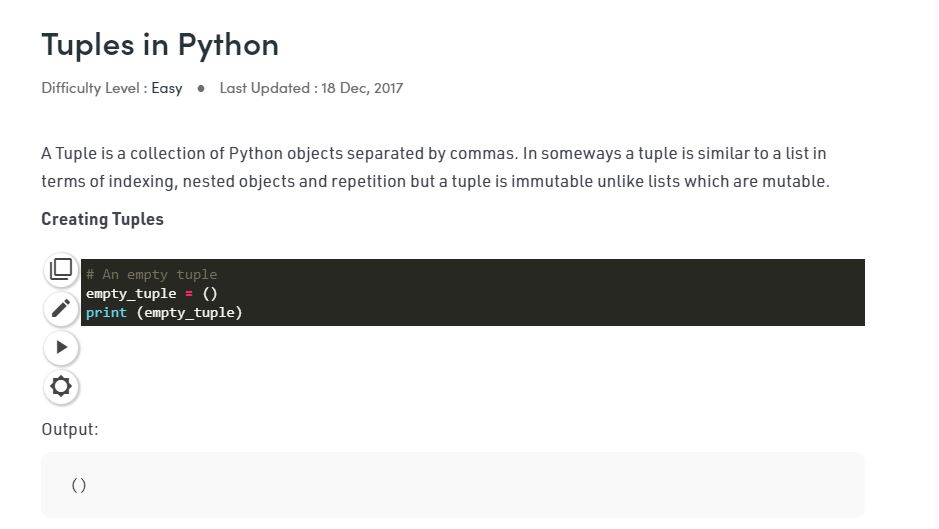 Tuples in Python
Difficulty Level : Easy ● Last Updated : 18 Dec, 2017
A Tuple is a collection of Python objects separated by commas. In someways a tuple is similar to a list in
terms of indexing, nested objects and repetition but a tuple is immutable unlike lists which are mutable.
Creating Tuples
# An empty tuple
empty_tuple = ()
print (empty_tuple)
Output:
()